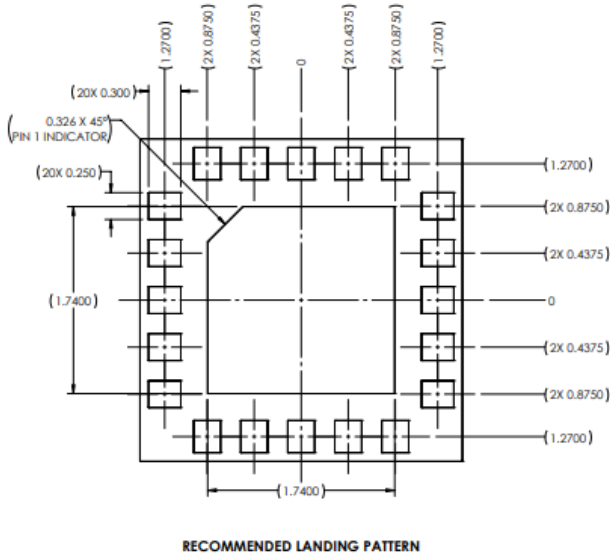 (1.2700)
(2X 0.8750)
(2X 0.4375)
0
(2X 0.4375)
(2X 0.8750)
(1.2700)
(20X 0.300)
(0.326 X 45°
PIN 1 INDICATOR)
(20X 0.250)
(1.7400)
(1.2700)
(2X 0.8750)
(2X 0.4375)
0
(2X 0.4375)
(2X 0.8750)
(1.2700)
(1.7400)
RECOMMENDED LANDING PATTERN